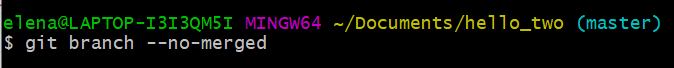 elena@LAPTOP-I3I3QM5I MINGW64 ~/Documents/hello_two (master)
$ git branch --no-merged